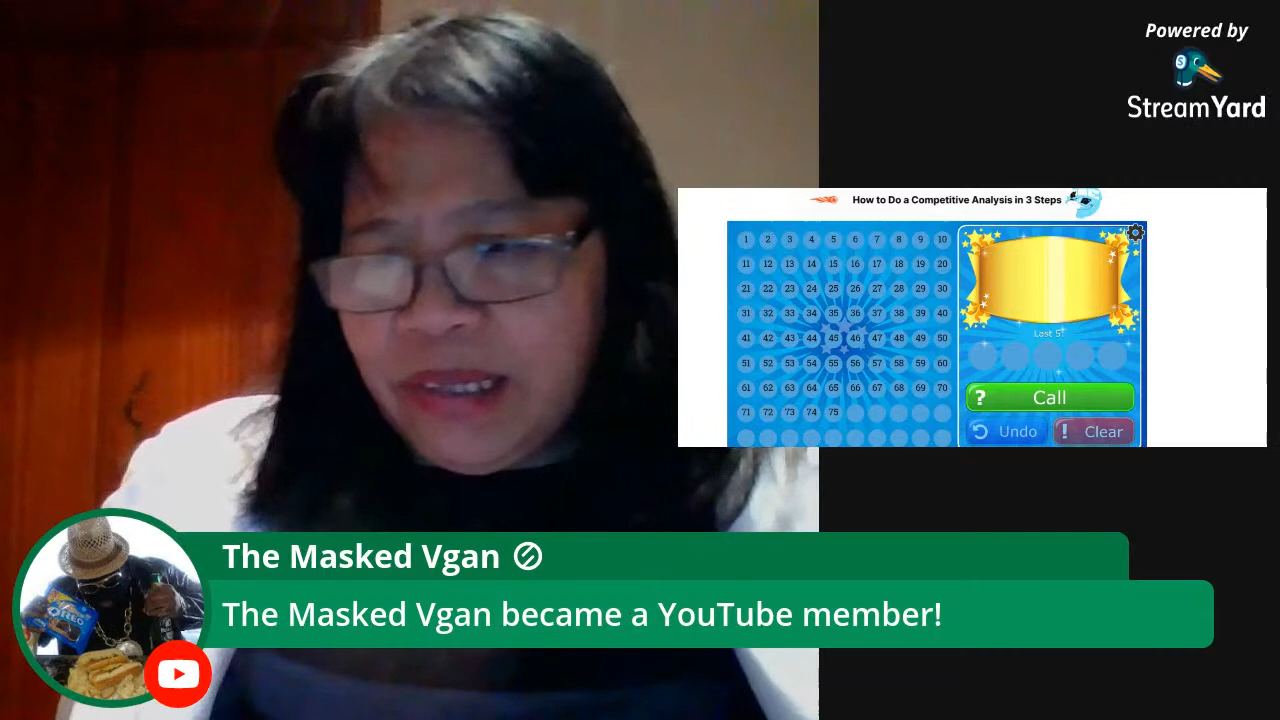 Powered by
StreamYard
How to Do a Competitive Analysis in 3 Steps
1 2 3 4 5 6 7 8 9 10
11 12 13 14 15 16 17 18 19 20
21 22 23 24 25 26 27 28 29 30
31 32 33 34 35 36 37 38 39 40
41 42 43 44 45 46 47 48 49 50
51 52 53 54 55 56 57 58 59 60
61 62 63 64 65 66 67 68 69 70
71 72 73 74 75
Last 5:
? Call
Undo
! Clear
The Masked Vgan
The Masked Vgan became a YouTube member!
OREO